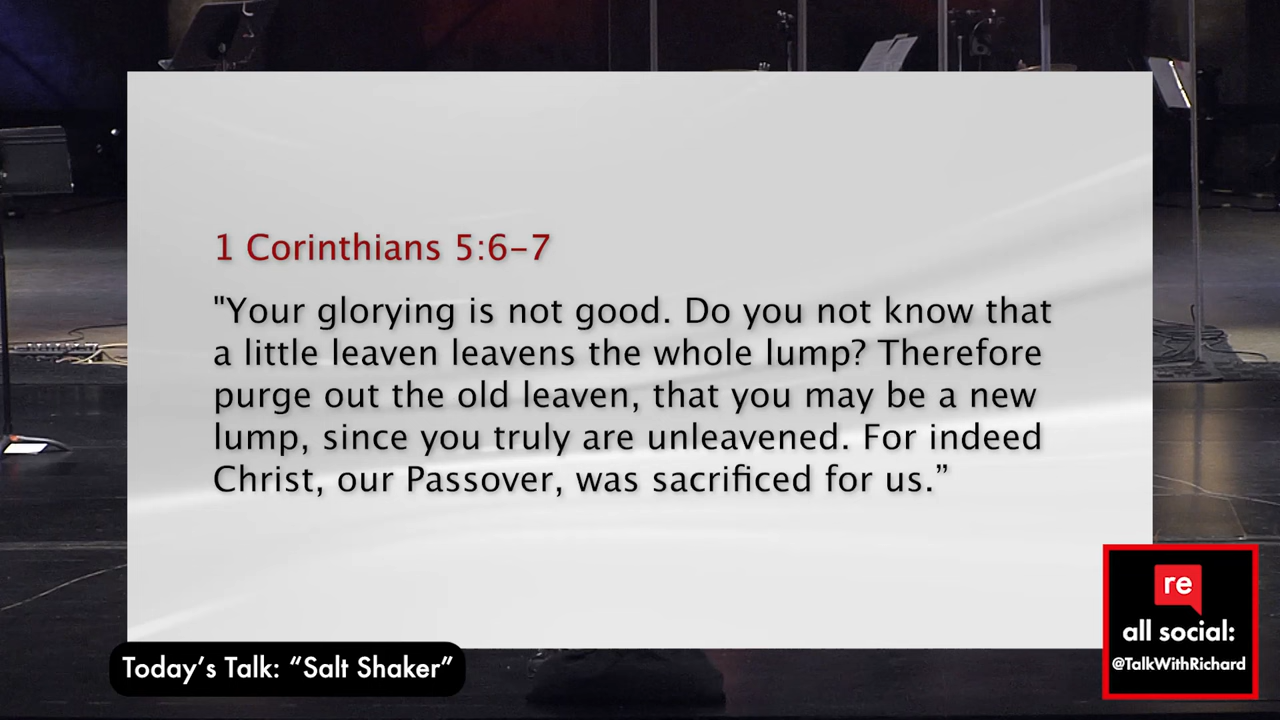 1 Corinthians 5:6–7
"Your glorying is not good. Do you not know that
a little leaven leavens the whole lump? Therefore
purge out the old leaven, that you may be a new
lump, since you truly are unleavened. For indeed
Christ, our Passover, was sacrificed for us.”
re
all social:
@TalkWithRichard
Today’s Talk: “Salt Shaker”